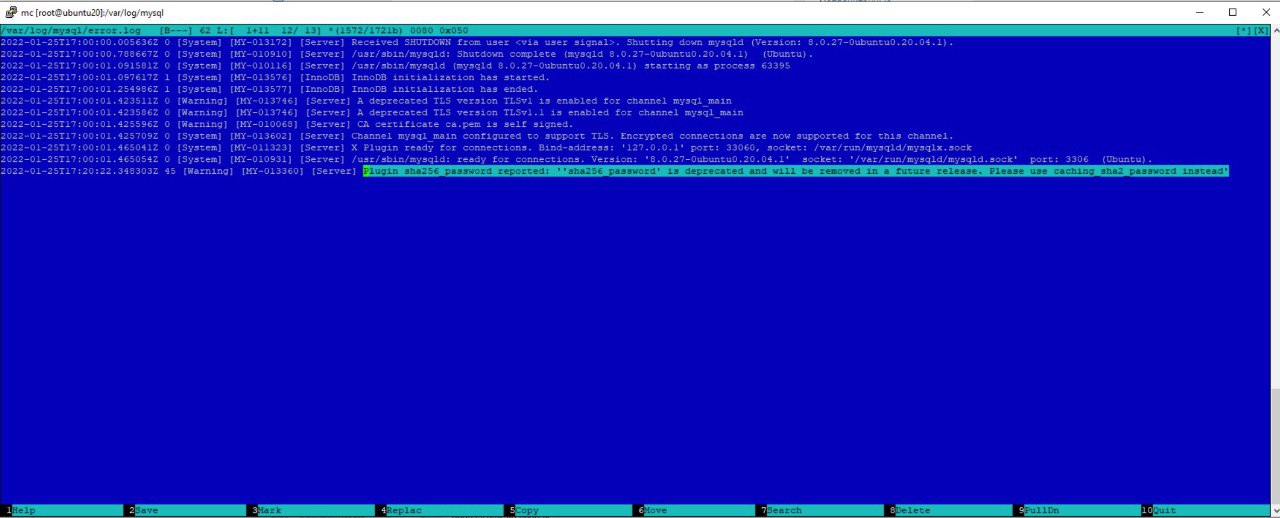 mc [root@ubuntu20]:/var/log/mysql
/var/log/mysql/error.log   [B---] 62 L:[  1+11  12/ 13] *(1572/1721b) 0080 0x050 [*][X]
2022-01-25T17:00:00.005636Z 0 [System] [MY-013172] [Server] Received SHUTDOWN from user <via user signal>. Shutting down mysqld (Version: 8.0.27-0ubuntu0.20.04.1).
2022-01-25T17:00:00.788667Z 0 [System] [MY-010910] [Server] /usr/sbin/mysqld: Shutdown complete (mysqld 8.0.27-0ubuntu0.20.04.1)  (Ubuntu).
2022-01-25T17:00:01.091581Z 0 [System] [MY-010116] [Server] /usr/sbin/mysqld (mysqld 8.0.27-0ubuntu0.20.04.1) starting as process 63395
2022-01-25T17:00:01.097617Z 1 [System] [MY-013576] [InnoDB] InnoDB initialization has started.
2022-01-25T17:00:01.254986Z 1 [System] [MY-013577] [InnoDB] InnoDB initialization has ended.
2022-01-25T17:00:01.423511Z 0 [Warning] [MY-013746] [Server] A deprecated TLS version TLSv1 is enabled for channel mysql_main
2022-01-25T17:00:01.423586Z 0 [Warning] [MY-013746] [Server] A deprecated TLS version TLSv1.1 is enabled for channel mysql_main
2022-01-25T17:00:01.425596Z 0 [Warning] [MY-010068] [Server] CA certificate ca.pem is self signed.
2022-01-25T17:00:01.425709Z 0 [System] [MY-013602] [Server] Channel mysql_main configured to support TLS. Encrypted connections are now supported for this channel.
2022-01-25T17:00:01.465041Z 0 [System] [MY-011323] [Server] X Plugin ready for connections. Bind-address: '127.0.0.1' port: 33060, socket: /var/run/mysqld/mysqlx.sock
2022-01-25T17:00:01.465054Z 0 [System] [MY-010931] [Server] /usr/sbin/mysqld: ready for connections. Version: '8.0.27-0ubuntu0.20.04.1'  socket: '/var/run/mysqld/mysqld.sock'  port: 3306  (Ubuntu).
2022-01-25T17:20:22.348303Z 45 [Warning] [MY-013360] [Server] Plugin sha256_password reported: ''sha256_password' is deprecated and will be removed in a future release. Please use caching_sha2_password instead'
1Help 2Save 3Mark 4Replac 5Copy 6Move 7Search 8Delete 9PullDn 10Quit